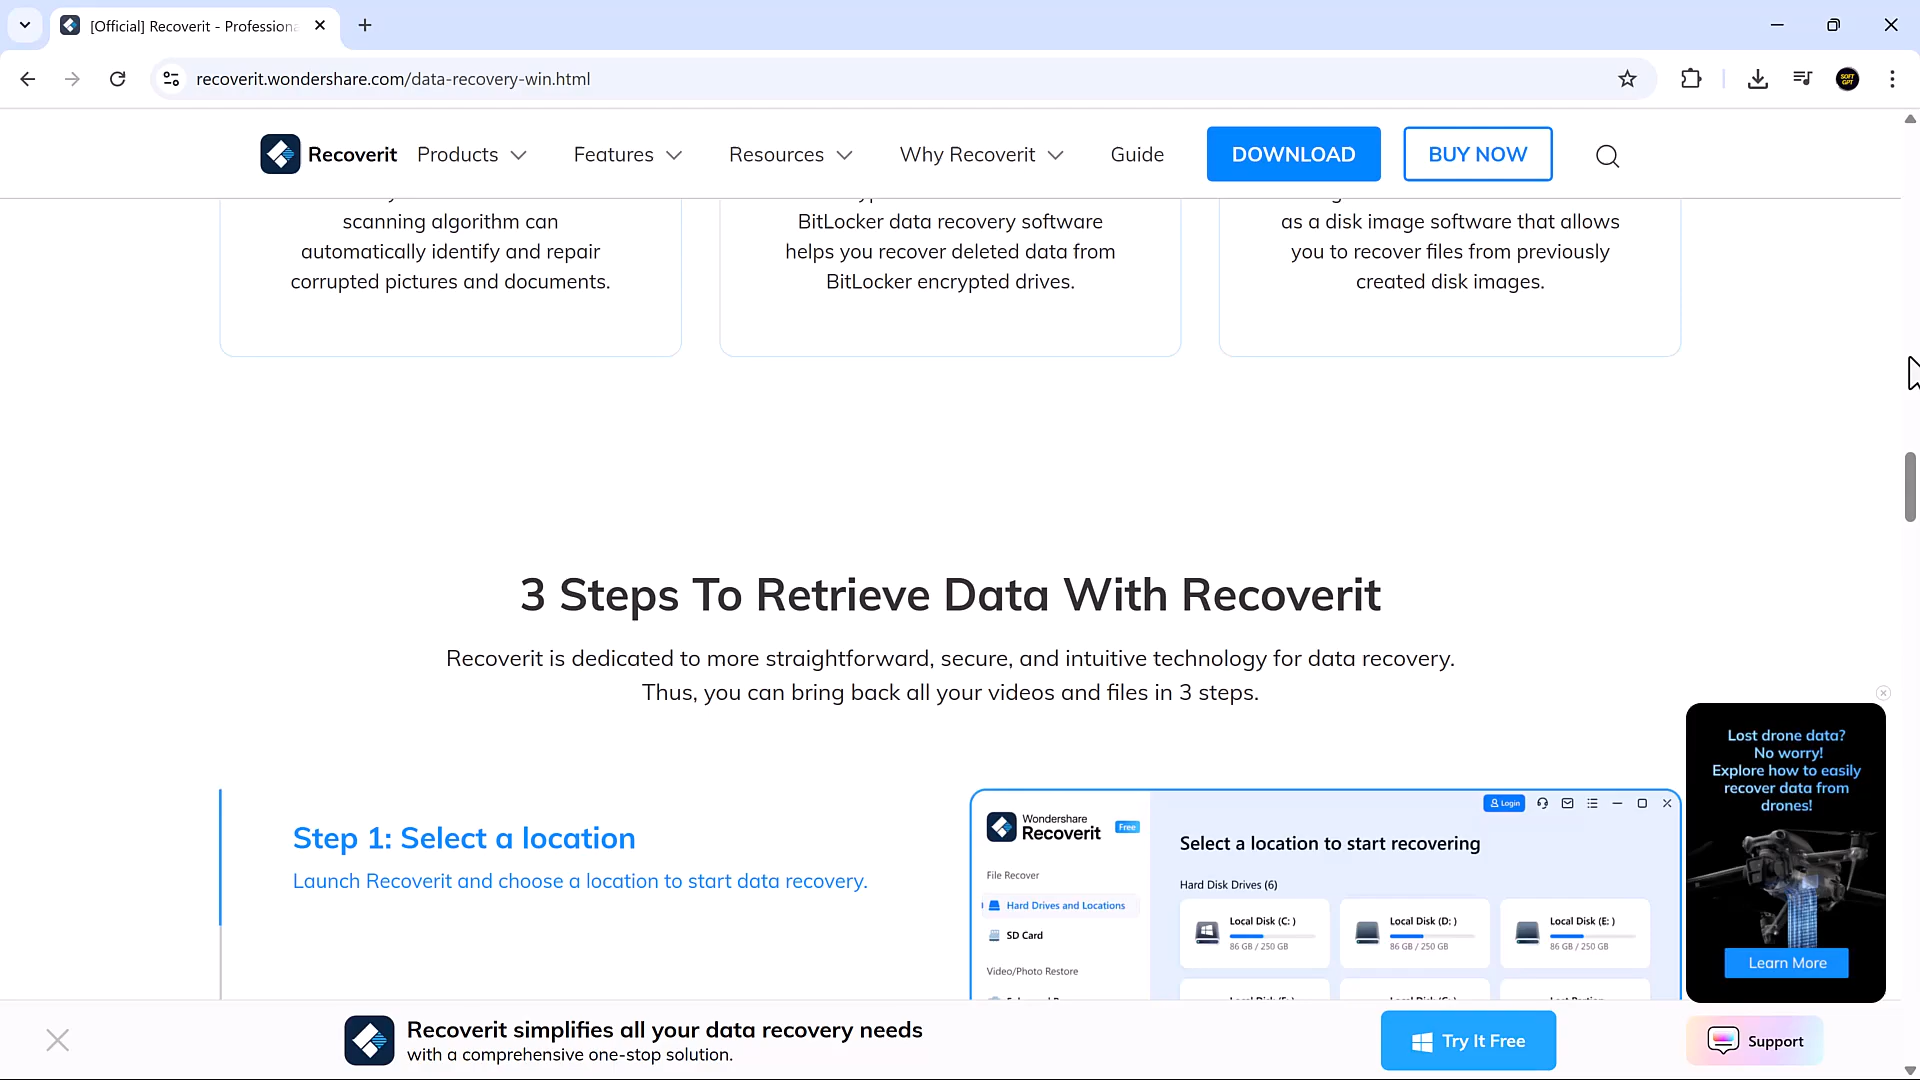 [Official] Recoverit - Professiona
recoverit.wondershare.com/data-recovery-win.html
SOFT
GPT
Recoverit Products Features Resources Why Recoverit Guide DOWNLOAD BUY NOW
scanning algorithm can
automatically identify and repair
corrupted pictures and documents.
BitLocker data recovery software
helps you recover deleted data from
BitLocker encrypted drives.
as a disk image software that allows
you to recover files from previously
created disk images.
3 Steps To Retrieve Data With Recoverit
Recoverit is dedicated to more straightforward, secure, and intuitive technology for data recovery.
Thus, you can bring back all your videos and files in 3 steps.
Step 1: Select a location
Launch Recoverit and choose a location to start data recovery.
Wondershare
Recoverit
Free
Login
File Recover
Hard Drives and Locations
SD Card
Video/Photo Restore
Select a location to start recovering
Hard Disk Drives (6)
Local Disk (C: )
86 GB / 250 GB
Local Disk (D: )
86 GB / 250 GB
Local Disk (E: )
86 GB / 250 GB
Lost drone data?
No worry!
Explore how to easily
recover data from
drones!
Learn More
Recoverit simplifies all your data recovery needs
with a comprehensive one-stop solution.
Try It Free
Support